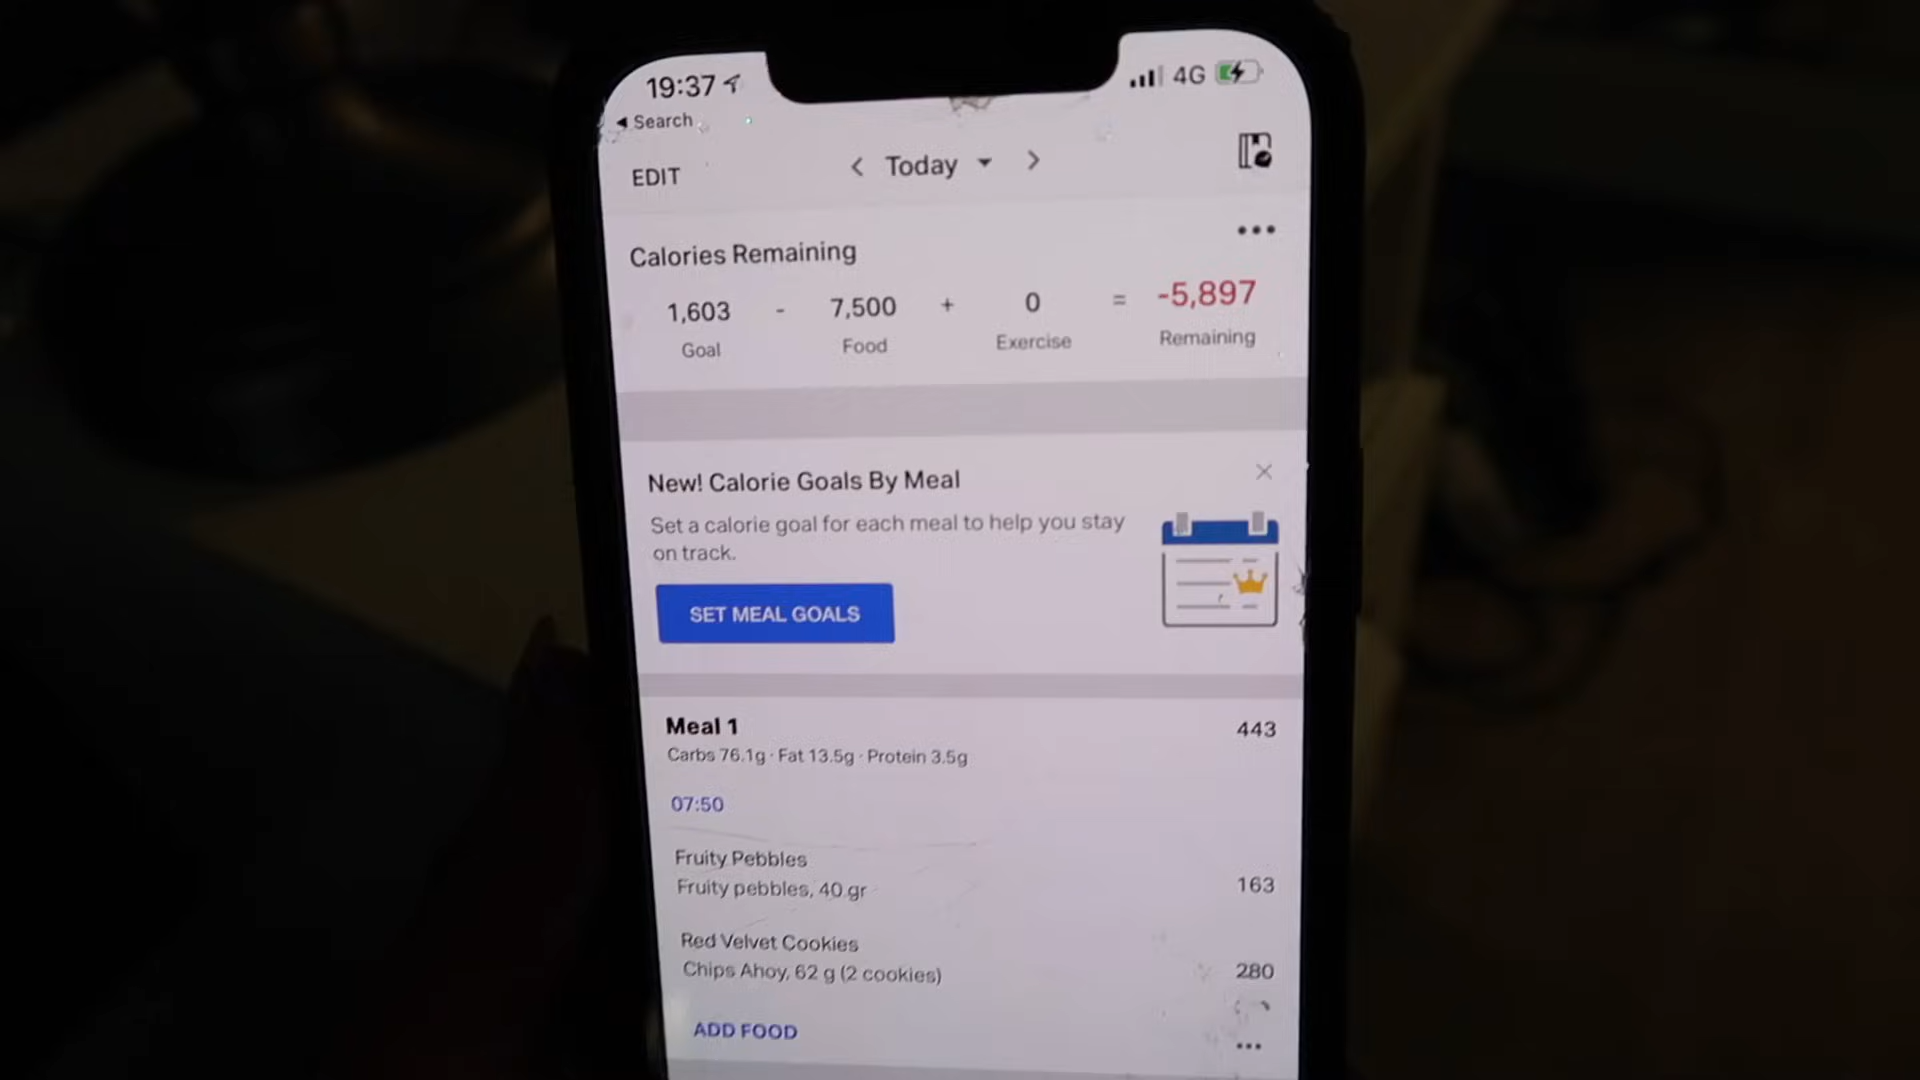 19:37 4G
Search
EDIT Today
Calories Remaining
1,603 - 7,500 + 0 = -5,897
Goal Food Exercise Remaining
New! Calorie Goals By Meal
Set a calorie goal for each meal to help you stay
on track.
SET MEAL GOALS
Meal 1 443
Carbs 76.1g · Fat 13.5g · Protein 3.5g
07:50
Fruity Pebbles
Fruity pebbles, 40 gr 163
Red Velvet Cookies
Chips Ahoy, 62 g (2 cookies) 280
ADD FOOD